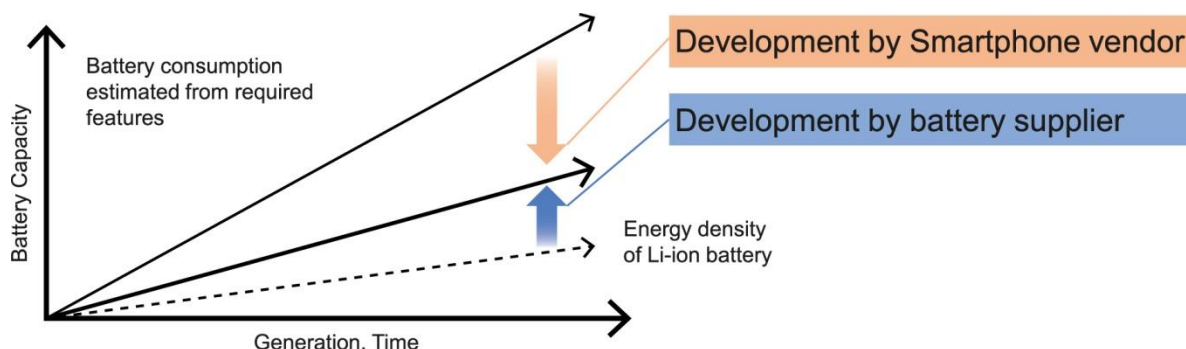 Battery consumption
estimated from required
features
Development by Smartphone vendor
Development by battery supplier
Energy density
of Li-ion battery
Battery Capacity
Generation, Time